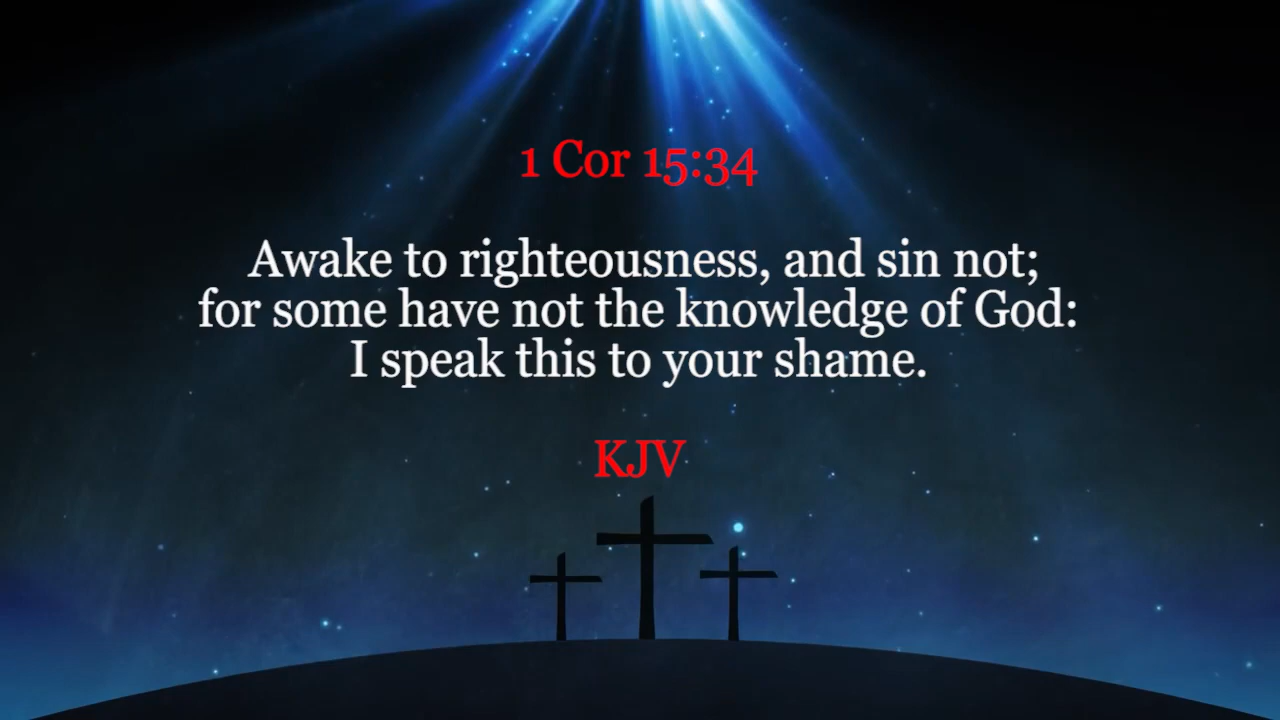 1 Cor 15:34
Awake to righteousness, and sin not;
for some have not the knowledge of God:
I speak this to your shame.
KJV